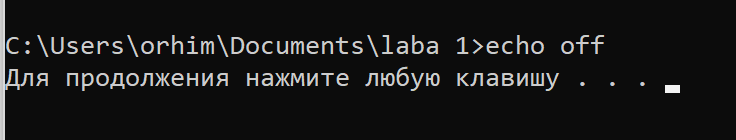 C:\Users\orhim\Documents\laba 1>echo off
Для продолжения нажмите любую клавишу . . .